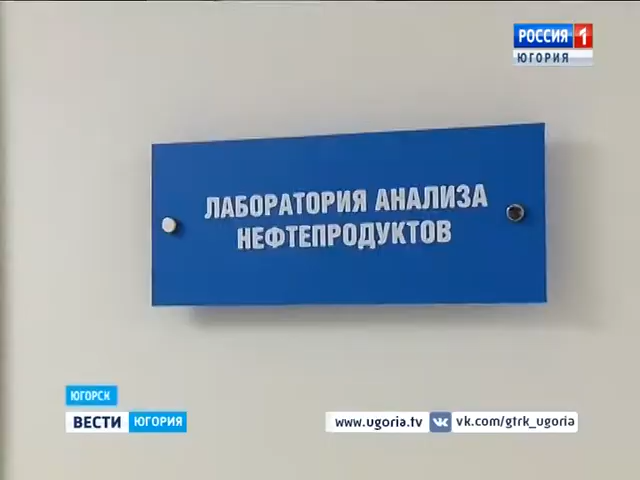 РОССИЯ 1
ЮГОРИЯ
ЛАБОРАТОРИЯ АНАЛИЗА
НЕФТЕПРОДУКТОВ
ЮГОРСК
ВЕСТИ ЮГОРИЯ
www.ugoria.tv vk.com/gtrk_ugoria